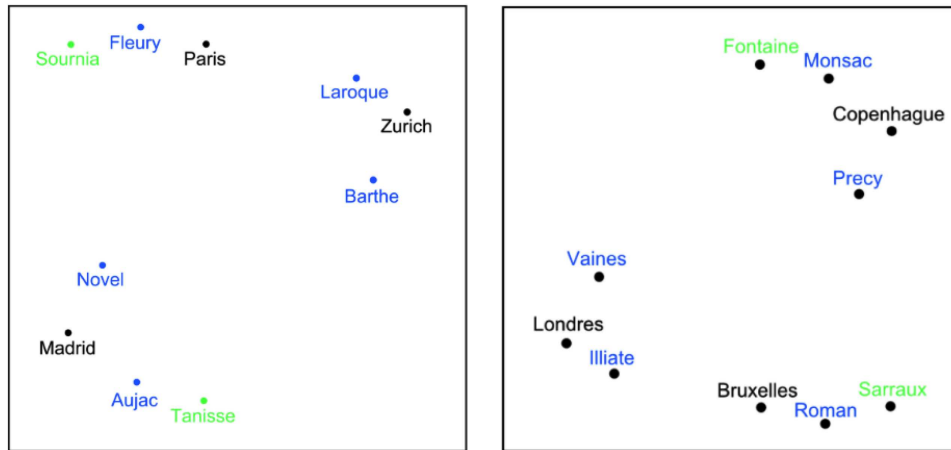 Fleury
Sournia
Paris
Laroque
Zurich
Barthe
Novel
Madrid
Aujac
Tanisse
Fontaine
Monsac
Copenhague
Precy
Vaines
Londres
Illiate
Bruxelles
Sarraux
Roman